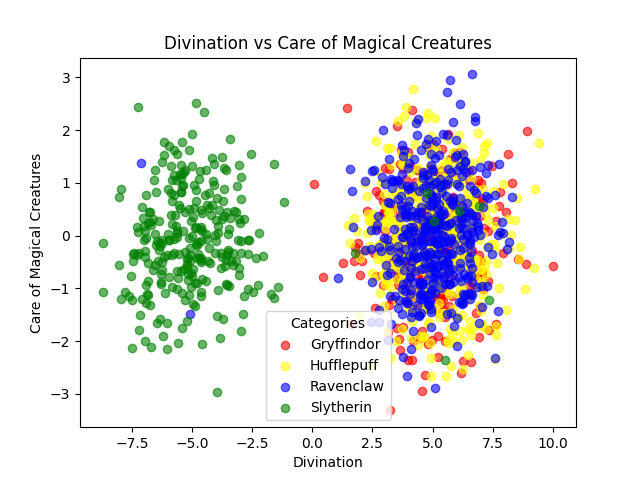 Divination vs Care of Magical Creatures
3
2
1
0
−1
−2
−3
Care of Magical Creatures
Categories
Gryffindor
Hufflepuff
Ravenclaw
Slytherin
−7.5 −5.0 −2.5 0.0 2.5 5.0 7.5 10.0
Divination